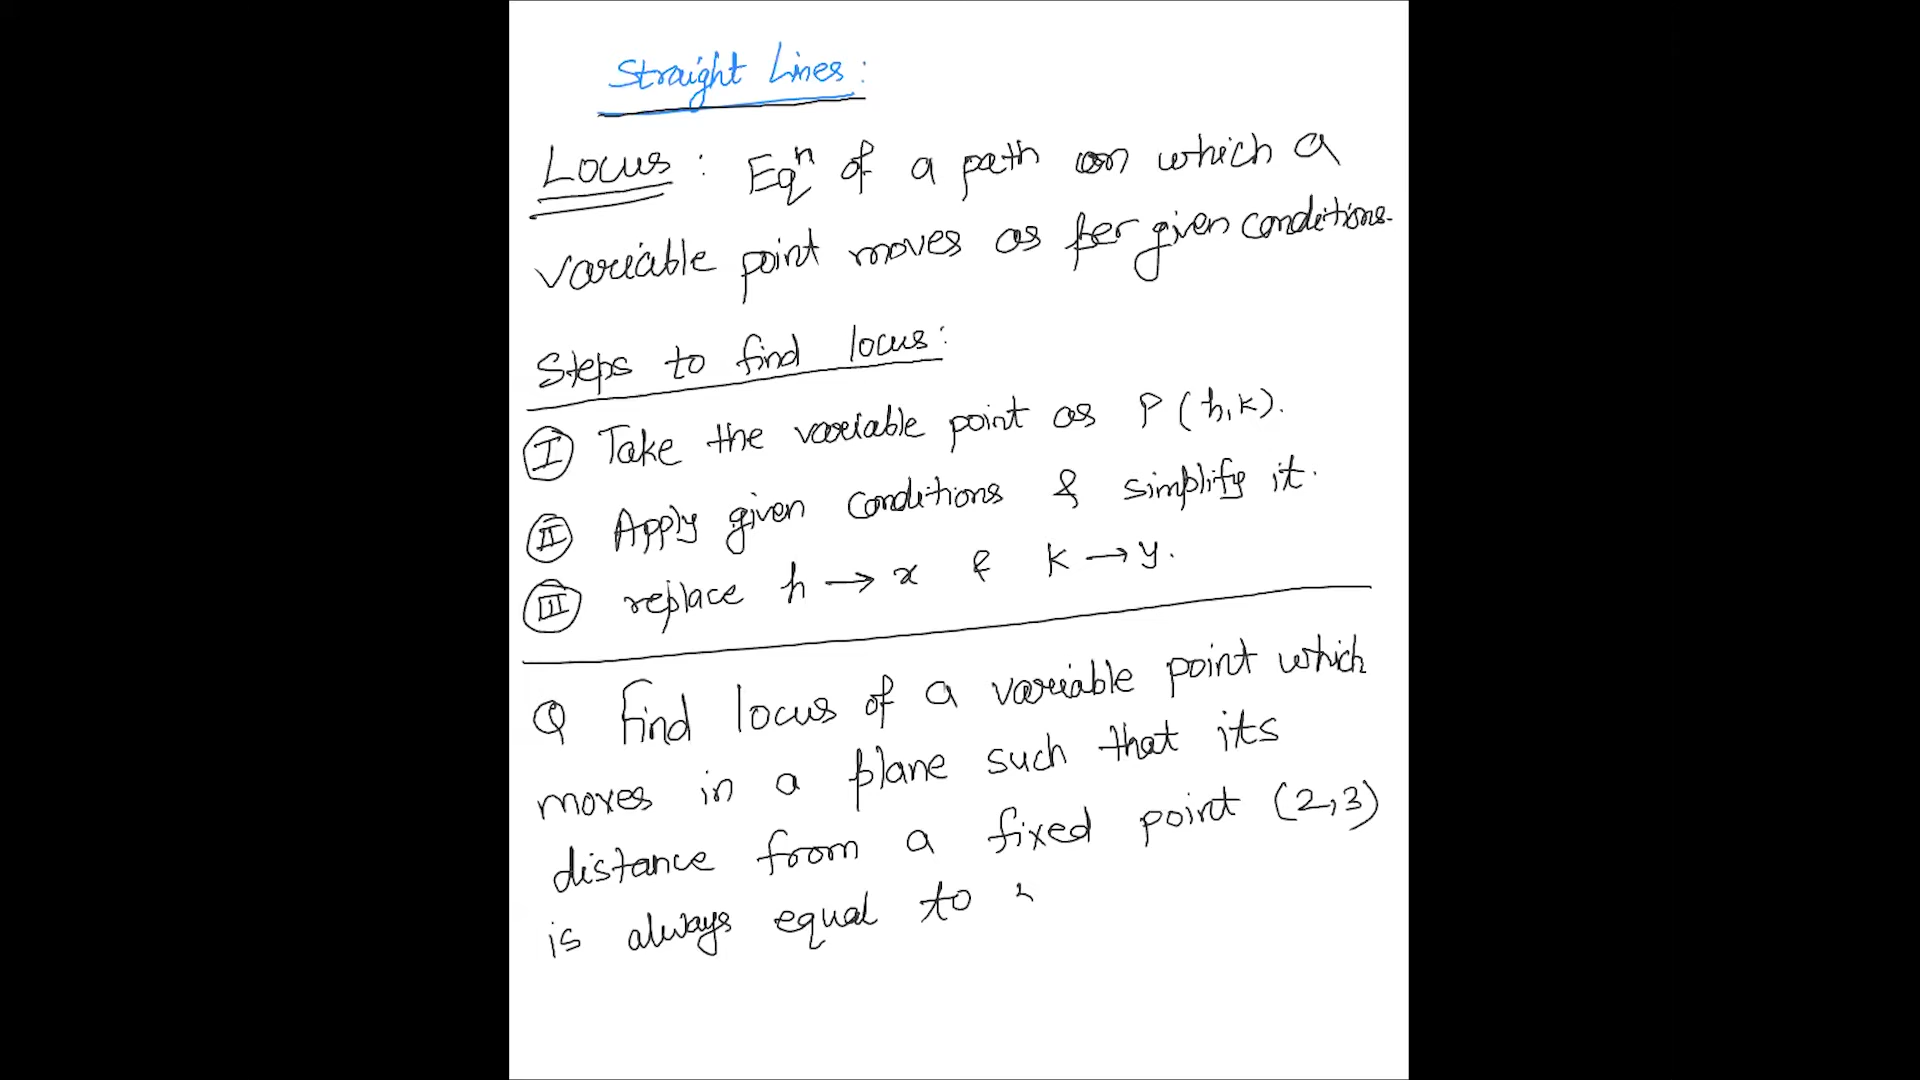 Straight Lines:
Locus: Eqⁿ of a path on which a
variable point moves as per given conditions.
Steps to find locus:
I Take the variable point as P(h,k).
II Apply given conditions & simplify it.
III replace h → x & k → y.
Q Find locus of a variable point which
moves in a plane such that its
distance from a fixed point (2,3)
is always equal to